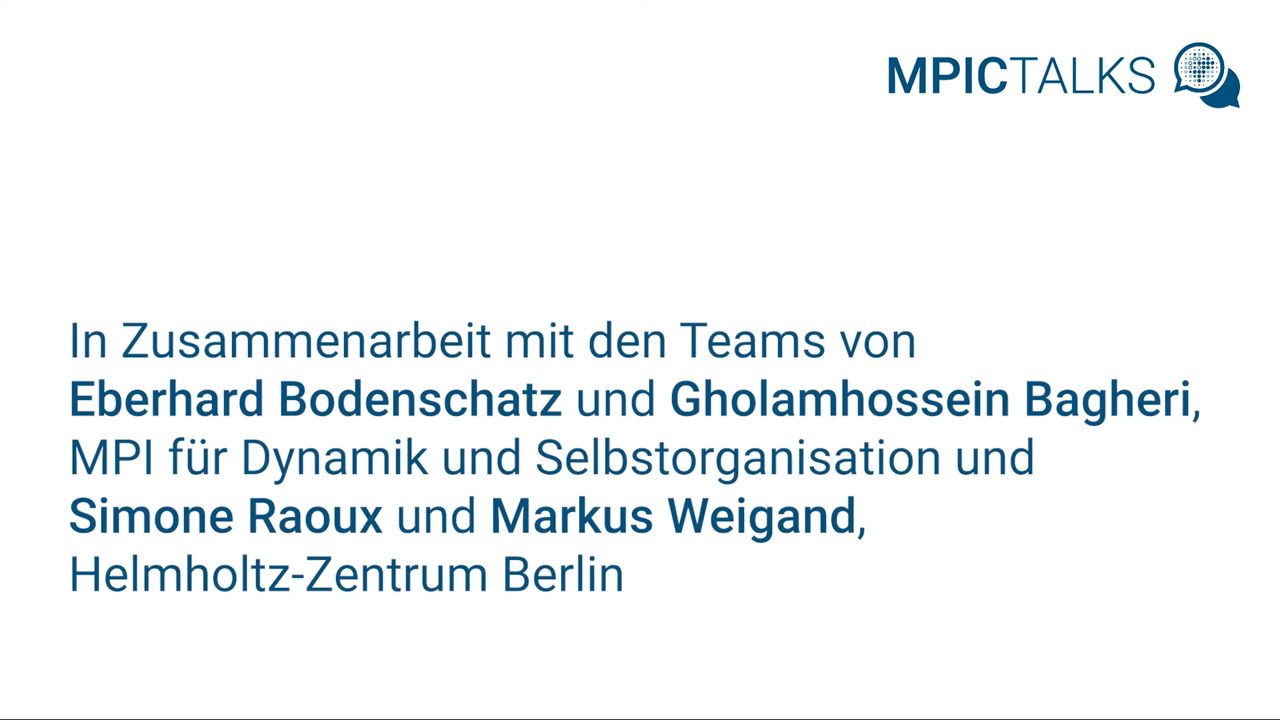 MPICTALKS
In Zusammenarbeit mit den Teams von
Eberhard Bodenschatz und Gholamhossein Bagheri,
MPI für Dynamik und Selbstorganisation und
Simone Raoux und Markus Weigand,
Helmholtz-Zentrum Berlin